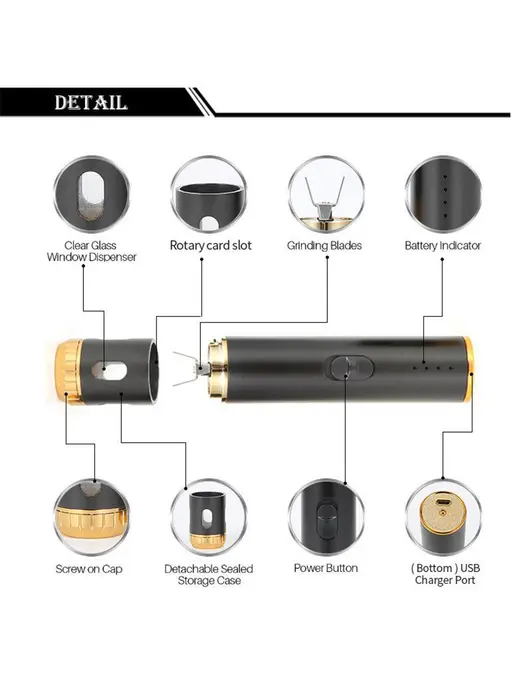 DETAIL
Clear Glass
Window Dispenser
Rotary card slot
Grinding Blades
Battery Indicator
Screw on Cap
Detachable Sealed
Storage Case
Power Button
( Bottom ) USB
Charger Port